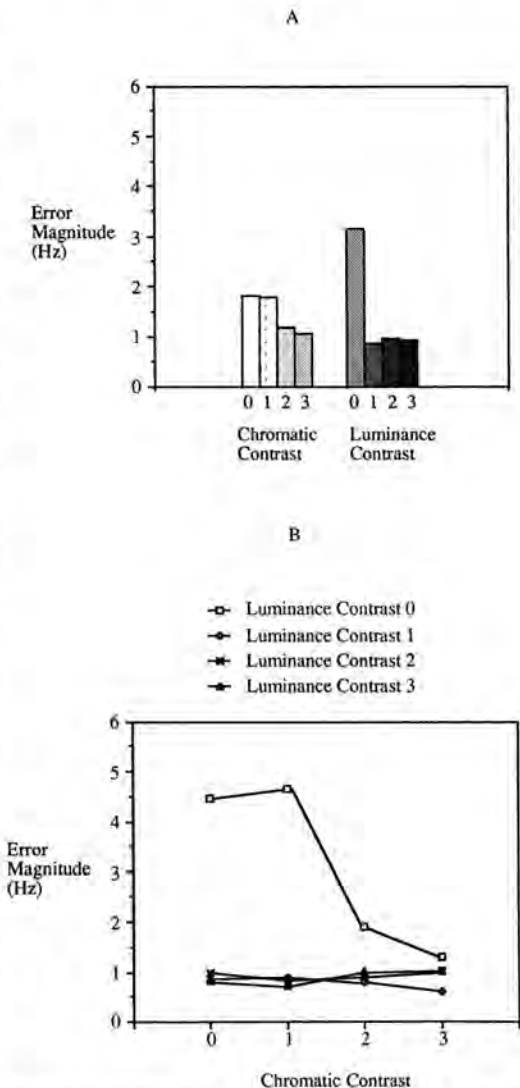 A
6
5
4
3
2
1
0
Error
Magnitude
(Hz)
0 1 2 3 0 1 2 3
Chromatic Luminance
Contrast Contrast
B
Luminance Contrast 0
Luminance Contrast 1
Luminance Contrast 2
Luminance Contrast 3
6
5
4
3
2
1
0
Error
Magnitude
(Hz)
0 1 2 3
Chromatic Contrast